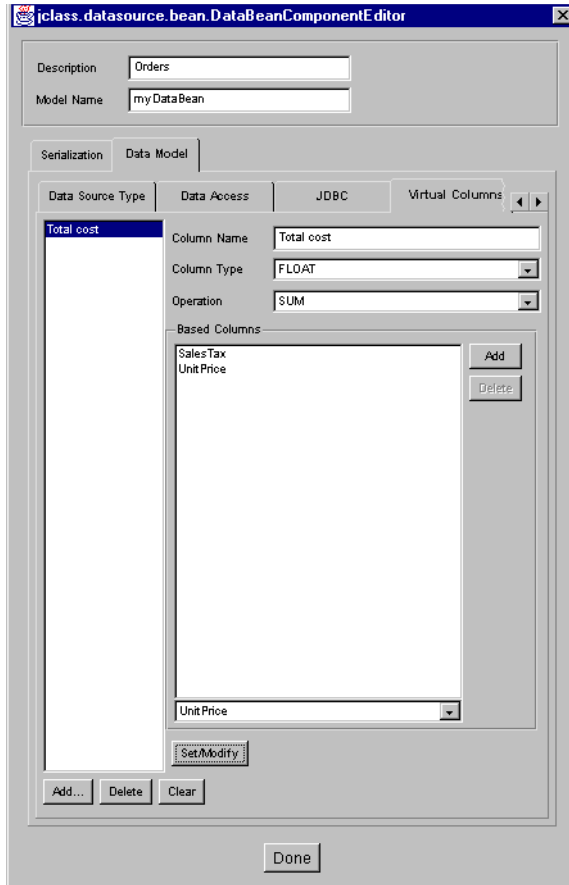 jclass.datasource.bean.DataBeanComponentEditor
Description Orders
Model Name myDataBean
Serialization Data Model
Data Source Type Data Access JDBC Virtual Columns
Total cost
Column Name Total cost
Column Type FLOAT
Operation SUM
Based Columns
SalesTax
UnitPrice
Add
Delete
UnitPrice
Set/Modify
Add... Delete Clear
Done